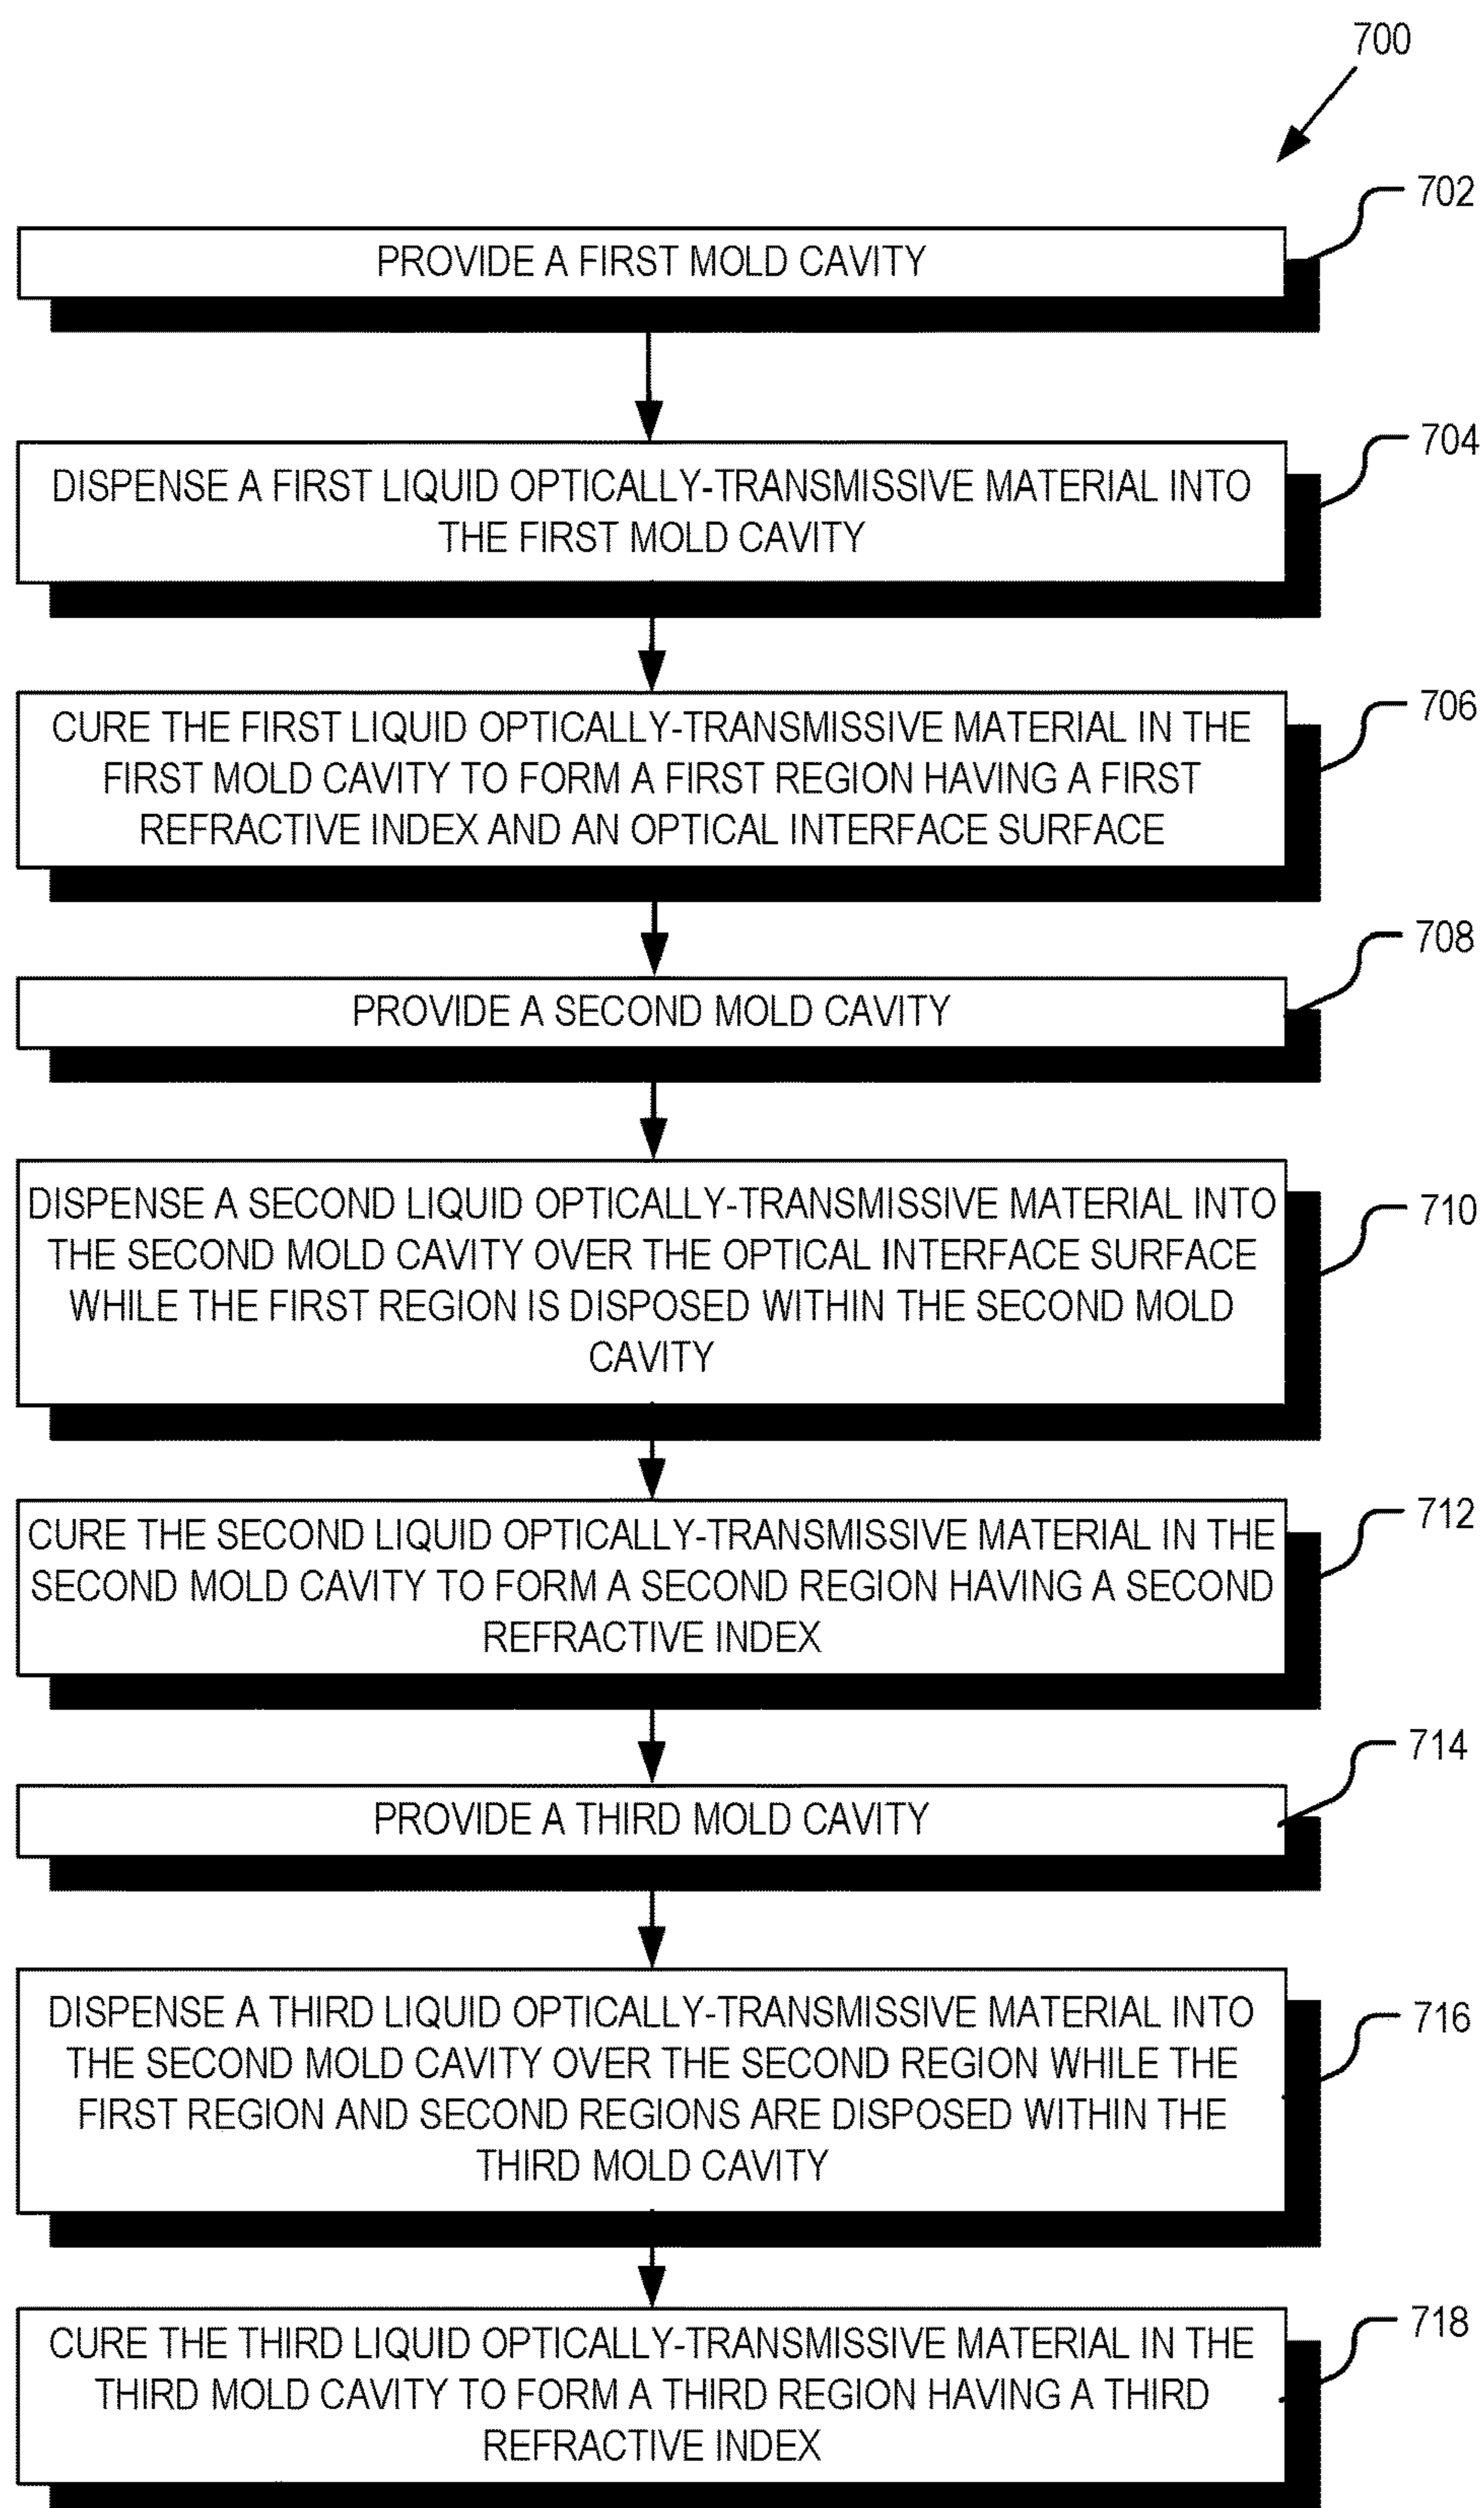 700
702
PROVIDE A FIRST MOLD CAVITY
704
DISPENSE A FIRST LIQUID OPTICALLY-TRANSMISSIVE MATERIAL INTO
THE FIRST MOLD CAVITY
706
CURE THE FIRST LIQUID OPTICALLY-TRANSMISSIVE MATERIAL IN THE
FIRST MOLD CAVITY TO FORM A FIRST REGION HAVING A FIRST
REFRACTIVE INDEX AND AN OPTICAL INTERFACE SURFACE
708
PROVIDE A SECOND MOLD CAVITY
710
DISPENSE A SECOND LIQUID OPTICALLY-TRANSMISSIVE MATERIAL INTO
THE SECOND MOLD CAVITY OVER THE OPTICAL INTERFACE SURFACE
WHILE THE FIRST REGION IS DISPOSED WITHIN THE SECOND MOLD
CAVITY
712
CURE THE SECOND LIQUID OPTICALLY-TRANSMISSIVE MATERIAL IN THE
SECOND MOLD CAVITY TO FORM A SECOND REGION HAVING A SECOND
REFRACTIVE INDEX
714
PROVIDE A THIRD MOLD CAVITY
716
DISPENSE A THIRD LIQUID OPTICALLY-TRANSMISSIVE MATERIAL INTO
THE SECOND MOLD CAVITY OVER THE SECOND REGION WHILE THE
FIRST REGION AND SECOND REGIONS ARE DISPOSED WITHIN THE
THIRD MOLD CAVITY
718
CURE THE THIRD LIQUID OPTICALLY-TRANSMISSIVE MATERIAL IN THE
THIRD MOLD CAVITY TO FORM A THIRD REGION HAVING A THIRD
REFRACTIVE INDEX